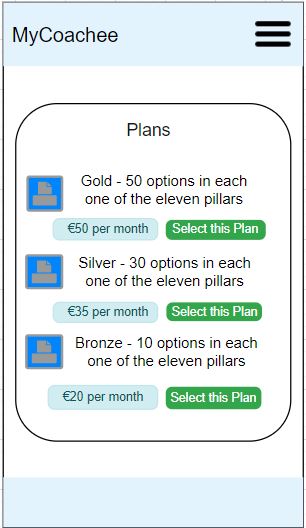 MyCoachee
Plans
Gold - 50 options in each
one of the eleven pillars
€50 per month
Select this Plan
Silver - 30 options in each
one of the eleven pillars
€35 per month
Select this Plan
Bronze - 10 options in each
one of the eleven pillars
€20 per month
Select this Plan